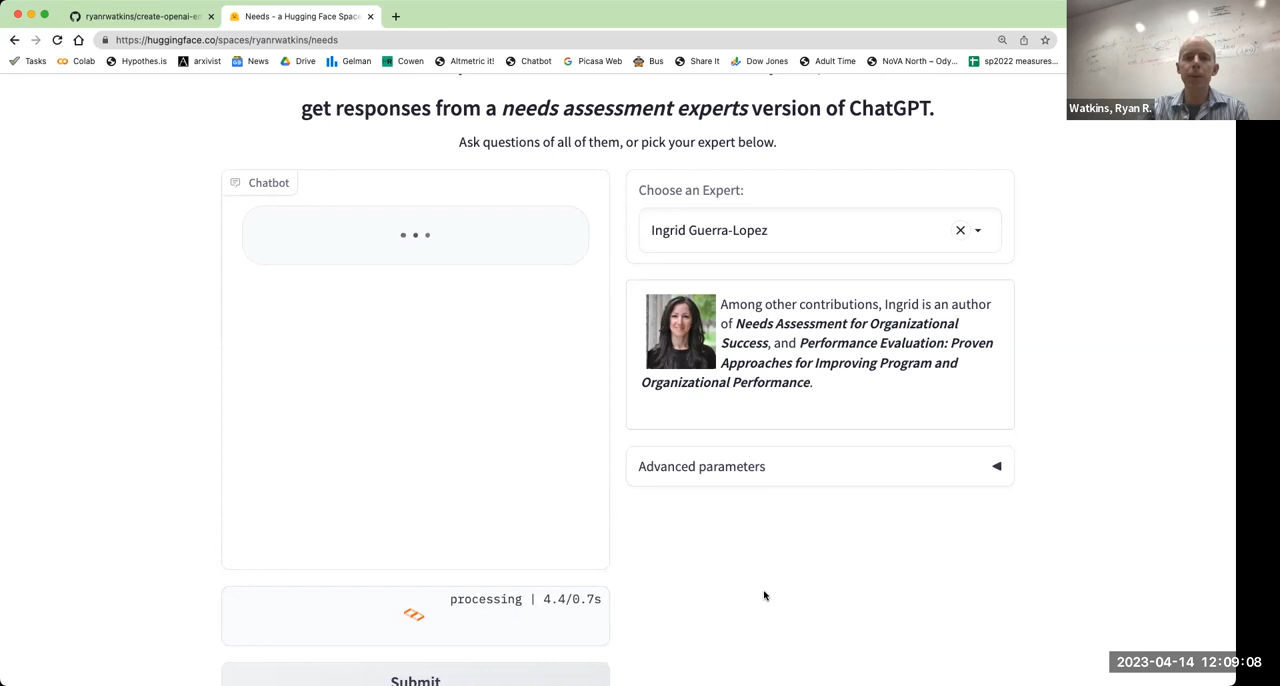 ryanrwatkins/create-openai-en
Needs - a Hugging Face Space
https://huggingface.co/spaces/ryanrwatkins/needs
Tasks Colab Hypothes.is arxivist News Drive Gelman Cowen Altmetric it! Chatbot Picasa Web Bus Share It Dow Jones Adult Time NoVA North – Ody... sp2022 measures...
Watkins, Ryan R.
get responses from a needs assessment experts version of ChatGPT.
Ask questions of all of them, or pick your expert below.
Chatbot
Choose an Expert:
Ingrid Guerra-Lopez
Among other contributions, Ingrid is an author
of Needs Assessment for Organizational
Success, and Performance Evaluation: Proven
Approaches for Improving Program and
Organizational Performance.
Advanced parameters
processing | 4.4/0.7s
Submit
2023-04-14 12:09:08